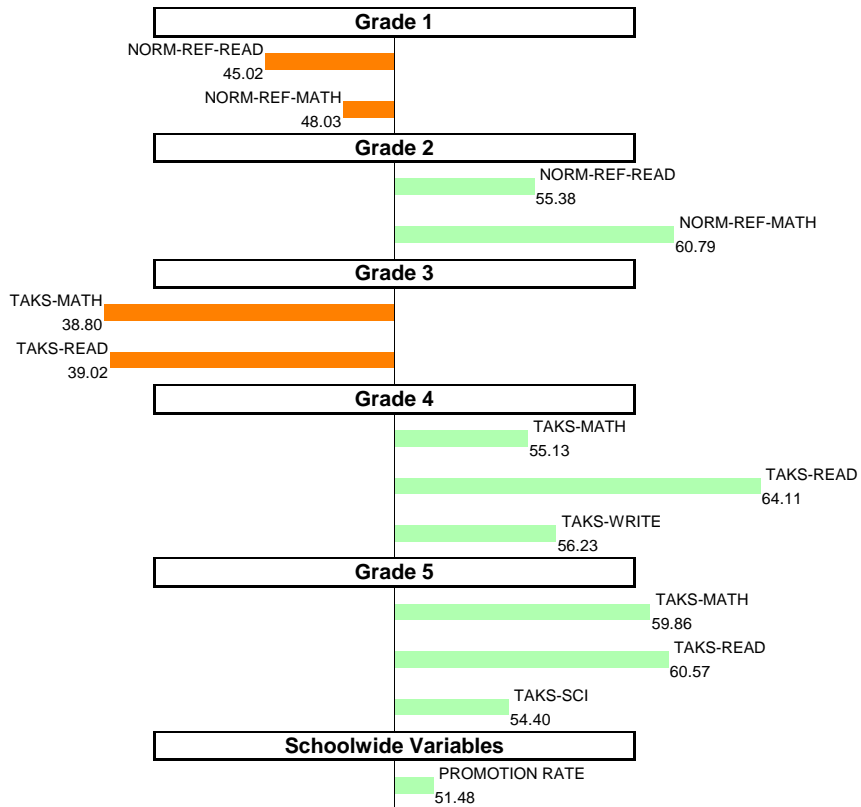 Grade 1
NORM-REF-READ
45.02
NORM-REF-MATH
48.03
Grade 2
NORM-REF-READ
55.38
NORM-REF-MATH
60.79
Grade 3
TAKS-MATH
38.80
TAKS-READ
39.02
Grade 4
TAKS-MATH
55.13
TAKS-READ
64.11
TAKS-WRITE
56.23
Grade 5
TAKS-MATH
59.86
TAKS-READ
60.57
TAKS-SCI
54.40
Schoolwide Variables
PROMOTION RATE
51.48